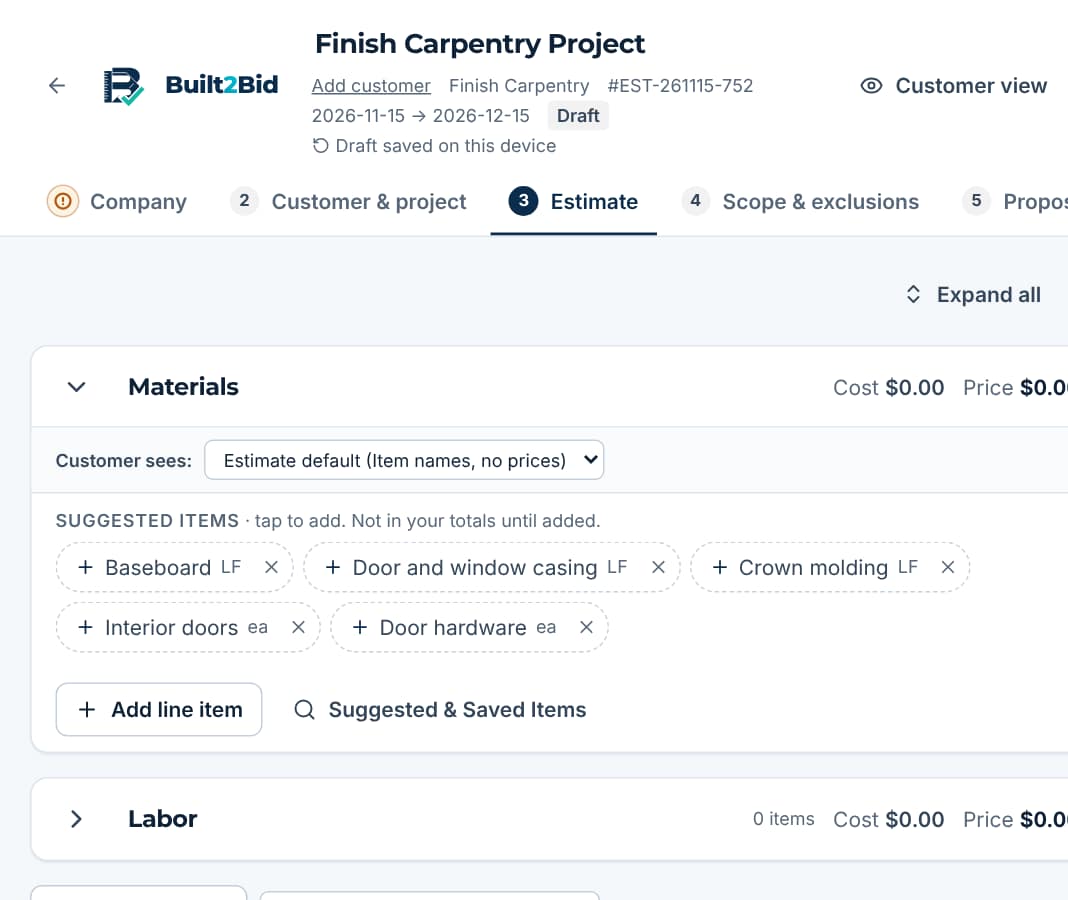 Finish Carpentry Project
Built2Bid
Add customer Finish Carpentry #EST-261115-752
Customer view
2026-11-15 → 2026-12-15 Draft
Draft saved on this device
Company 2 Customer & project 3 Estimate 4 Scope & exclusions 5 Propos
Expand all
Materials Cost $0.00 Price $0.0
Customer sees: Estimate default (Item names, no prices)
SUGGESTED ITEMS · tap to add. Not in your totals until added.
+ Baseboard LF × + Door and window casing LF × + Crown molding LF ×
+ Interior doors ea × + Door hardware ea ×
+ Add line item Suggested & Saved Items
Labor 0 items Cost $0.00 Price $0.0